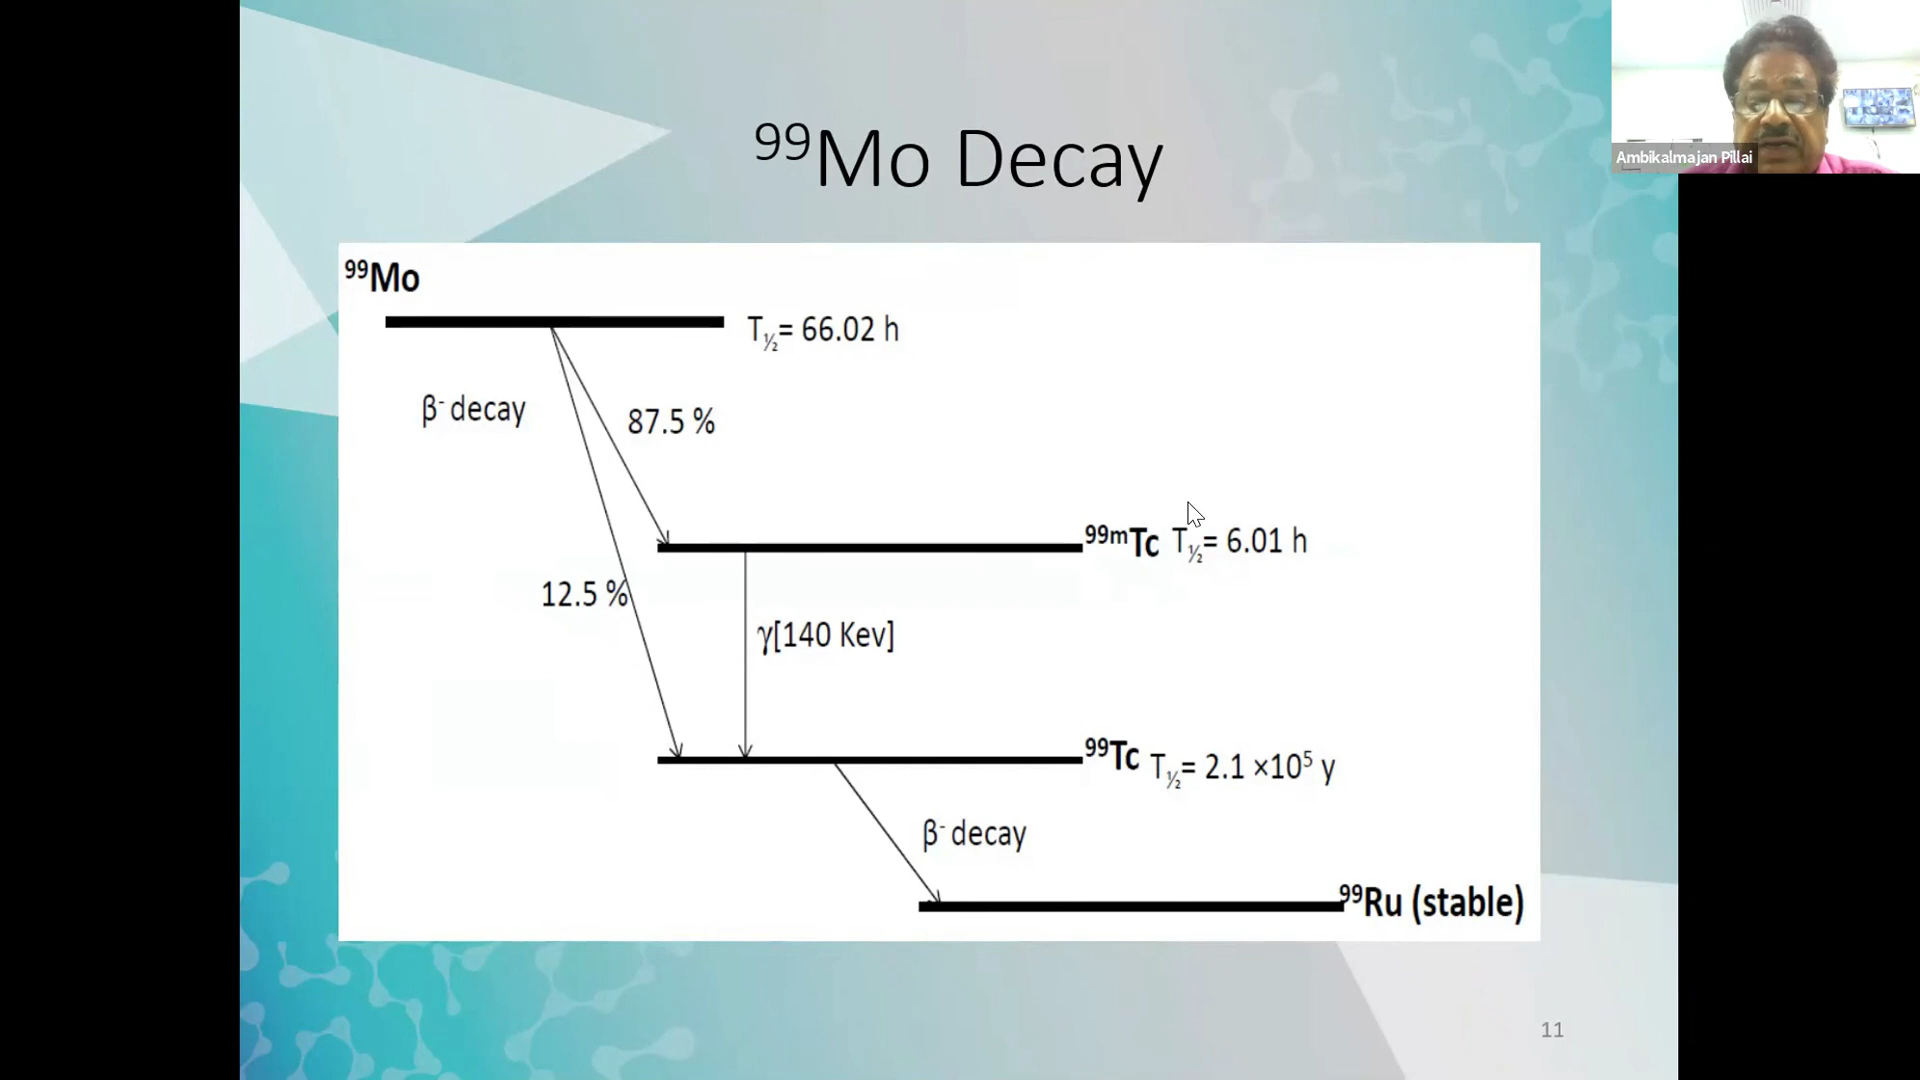 Ambikalmajan Pillai
⁹⁹Mo Decay
⁹⁹Mo
T½= 66.02 h
β⁻ decay
87.5 %
⁹⁹ᵐTc T½= 6.01 h
12.5 %
γ[140 Kev]
⁹⁹Tc T½= 2.1 ×10⁵ y
β⁻ decay
⁹⁹Ru (stable)
11